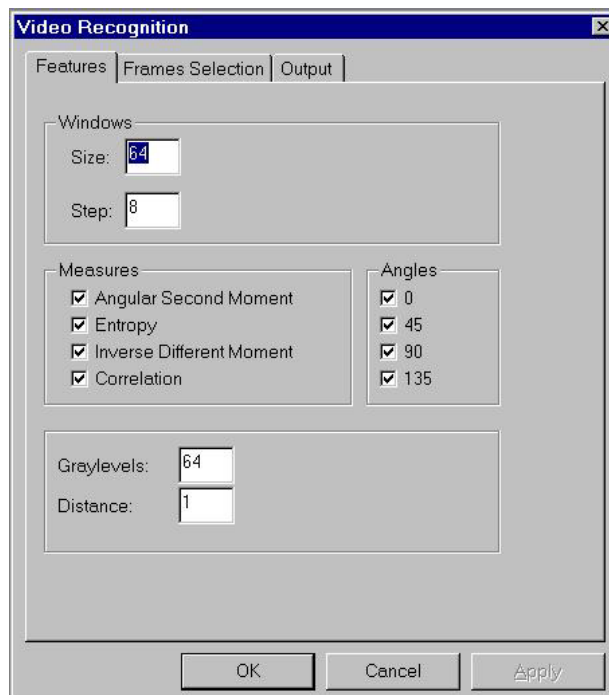 Video Recognition
Features Frames Selection Output
Windows
Size: 64
Step: 8
Measures
Angular Second Moment
Entropy
Inverse Different Moment
Correlation
Angles
0
45
90
135
Graylevels: 64
Distance: 1
OK Cancel Apply